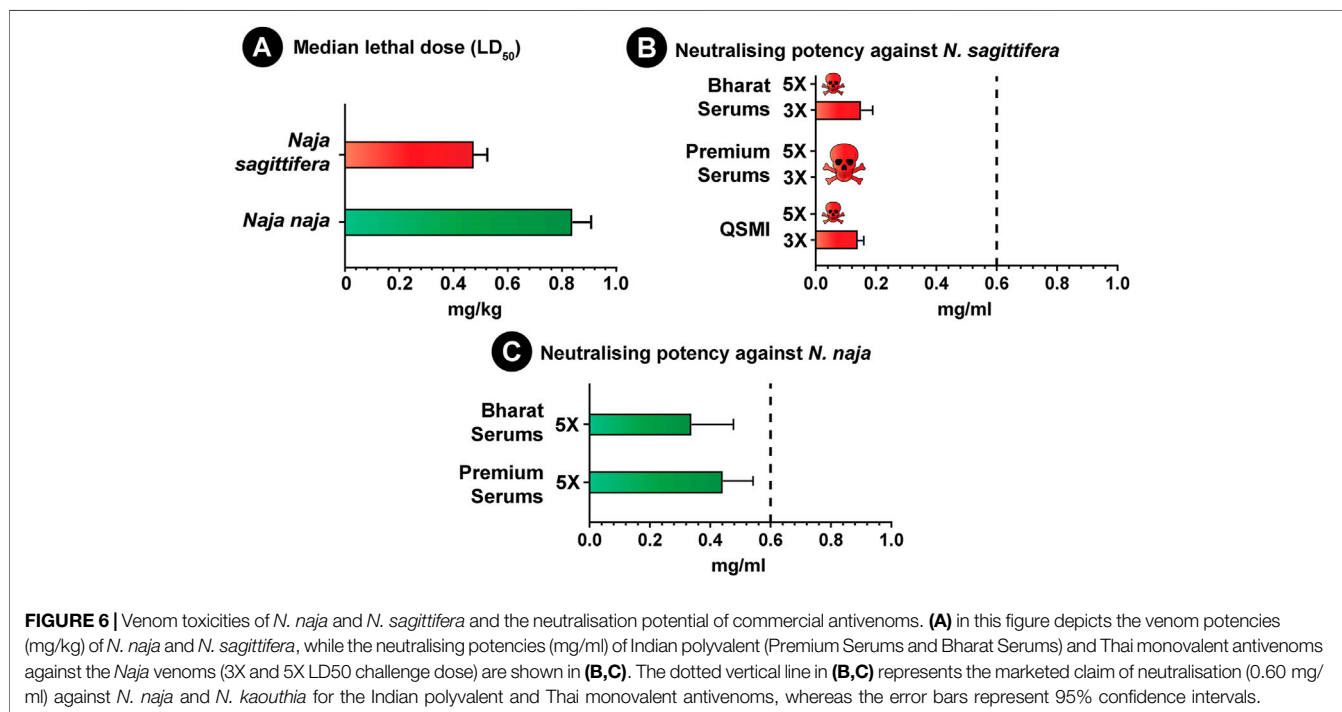 A Median lethal dose (LD50)
Naja
sagittifera
Naja naja
0 0.2 0.4 0.6 0.8 1.0
mg/kg
B Neutralising potency against N. sagittifera
Bharat
Serums
5X
3X
Premium
Serums
5X
3X
QSMI
5X
3X
0.0 0.2 0.4 0.6 0.8 1.0
mg/ml
C Neutralising potency against N. naja
Bharat
Serums
5X
Premium
Serums
5X
0.0 0.2 0.4 0.6 0.8 1.0
mg/ml
FIGURE 6 | Venom toxicities of N. naja and N. sagittifera and the neutralisation potential of commercial antivenoms. (A) in this figure depicts the venom potencies
(mg/kg) of N. naja and N. sagittifera, while the neutralising potencies (mg/ml) of Indian polyvalent (Premium Serums and Bharat Serums) and Thai monovalent antivenoms
against the Naja venoms (3X and 5X LD50 challenge dose) are shown in (B,C). The dotted vertical line in (B,C) represents the marketed claim of neutralisation (0.60 mg/
ml) against N. naja and N. kaouthia for the Indian polyvalent and Thai monovalent antivenoms, whereas the error bars represent 95% confidence intervals.